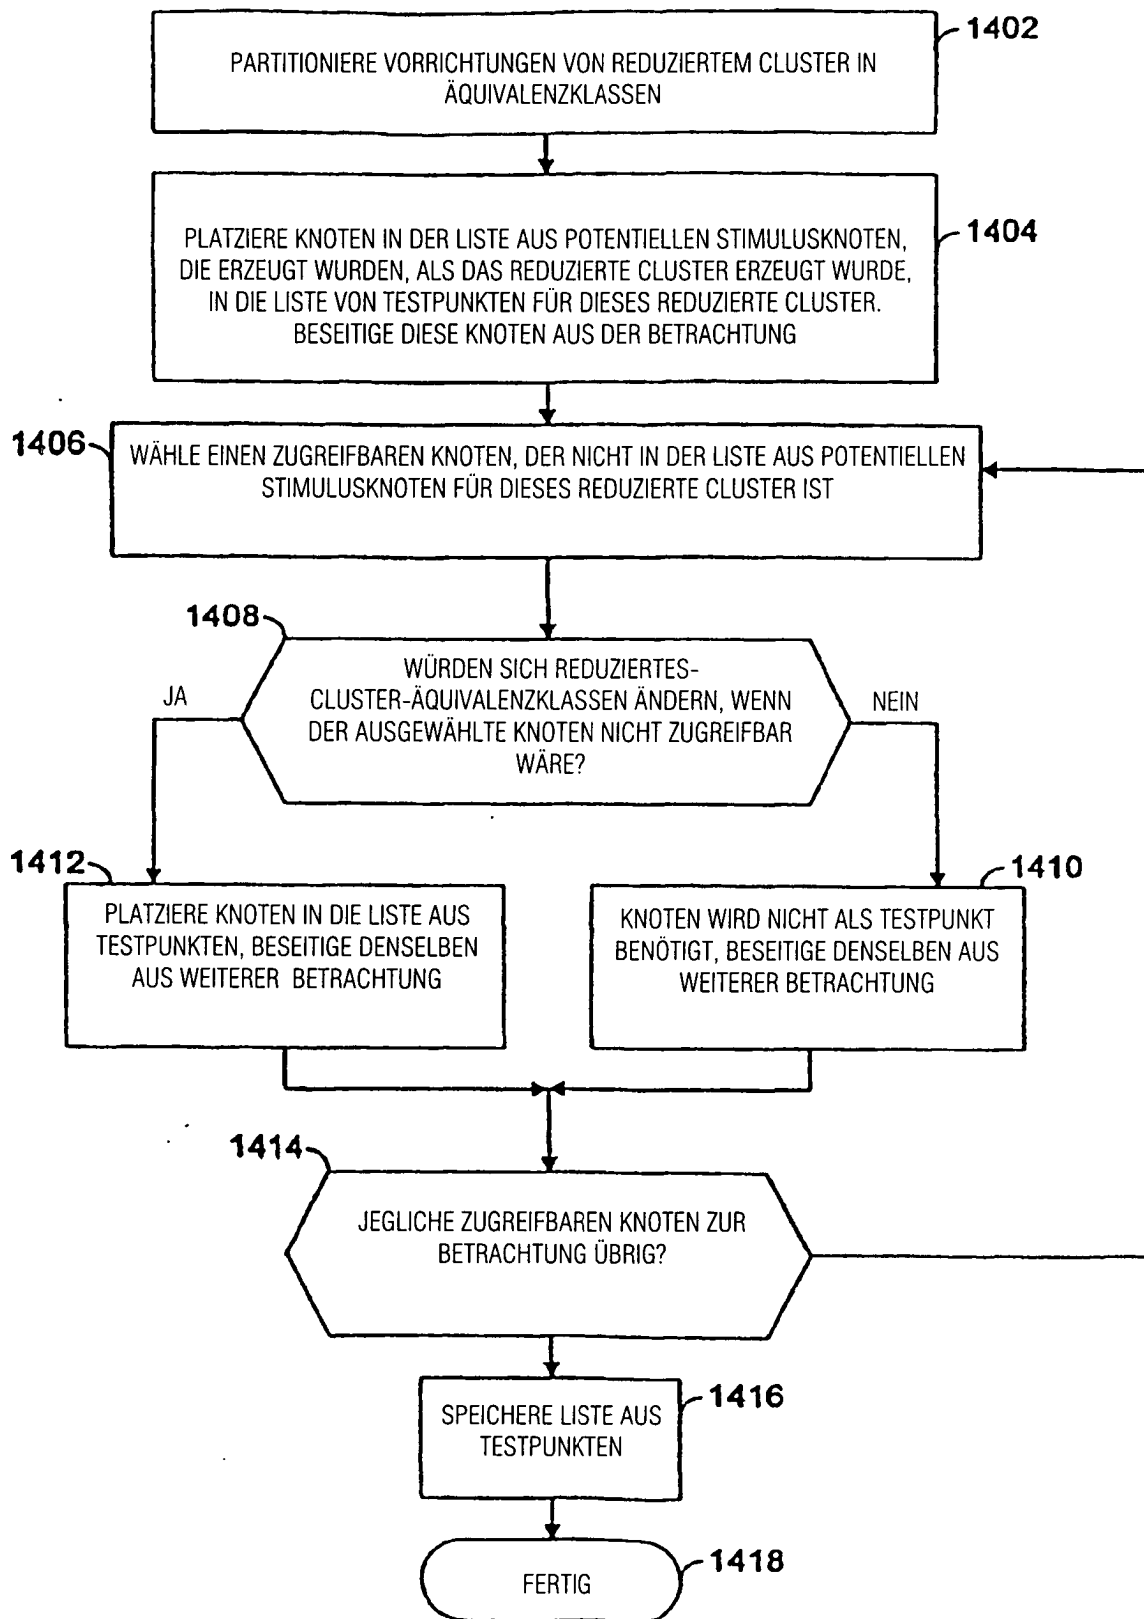 1402
PARTITIONIERE VORRICHTUNGEN VON REDUZIERTEM CLUSTER IN
ÄQUIVALENZKLASSEN
1404
PLATZIERE KNOTEN IN DER LISTE AUS POTENTIELLEN STIMULUSKNOTEN,
DIE ERZEUGT WURDEN, ALS DAS REDUZIERTE CLUSTER ERZEUGT WURDE,
IN DIE LISTE VON TESTPUNKTEN FÜR DIESES REDUZIERTE CLUSTER.
BESEITIGE DIESE KNOTEN AUS DER BETRACHTUNG
1406
WÄHLE EINEN ZUGREIFBAREN KNOTEN, DER NICHT IN DER LISTE AUS POTENTIELLEN
STIMULUSKNOTEN FÜR DIESES REDUZIERTE CLUSTER IST
1408
WÜRDEN SICH REDUZIERTES-
CLUSTER-ÄQUIVALENZKLASSEN ÄNDERN, WENN
DER AUSGEWÄHLTE KNOTEN NICHT ZUGREIFBAR
WÄRE?
JA
NEIN
1412
PLATZIERE KNOTEN IN DIE LISTE AUS
TESTPUNKTEN, BESEITIGE DENSELBEN
AUS WEITERER BETRACHTUNG
1410
KNOTEN WIRD NICHT ALS TESTPUNKT
BENÖTIGT, BESEITIGE DENSELBEN AUS
WEITERER BETRACHTUNG
1414
JEGLICHE ZUGREIFBAREN KNOTEN ZUR
BETRACHTUNG ÜBRIG?
1416
SPEICHERE LISTE AUS
TESTPUNKTEN
1418
FERTIG